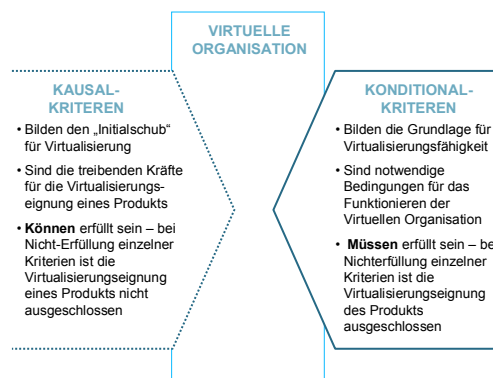 VIRTUELLE
ORGANISATION
KAUSAL-
KRITEREN
• Bilden den „Initialschub“
für Virtualisierung
• Sind die treibenden Kräfte
für die Virtualisierungs-
eignung eines Produkts
• Können erfüllt sein – bei
Nicht-Erfüllung einzelner
Kriterien ist die
Virtualisierungseignung
eines Produkts nicht
ausgeschlossen
KONDITIONAL-
KRITEREN
• Bilden die Grundlage für
Virtualisierungsfähigkeit
• Sind notwendige
Bedingungen für das
Funktionieren der
Virtuellen Organisation
• Müssen erfüllt sein – be
Nichterfüllung einzelner
Kriterien ist die
Virtualisierungseignung
des Produkts
ausgeschlossen